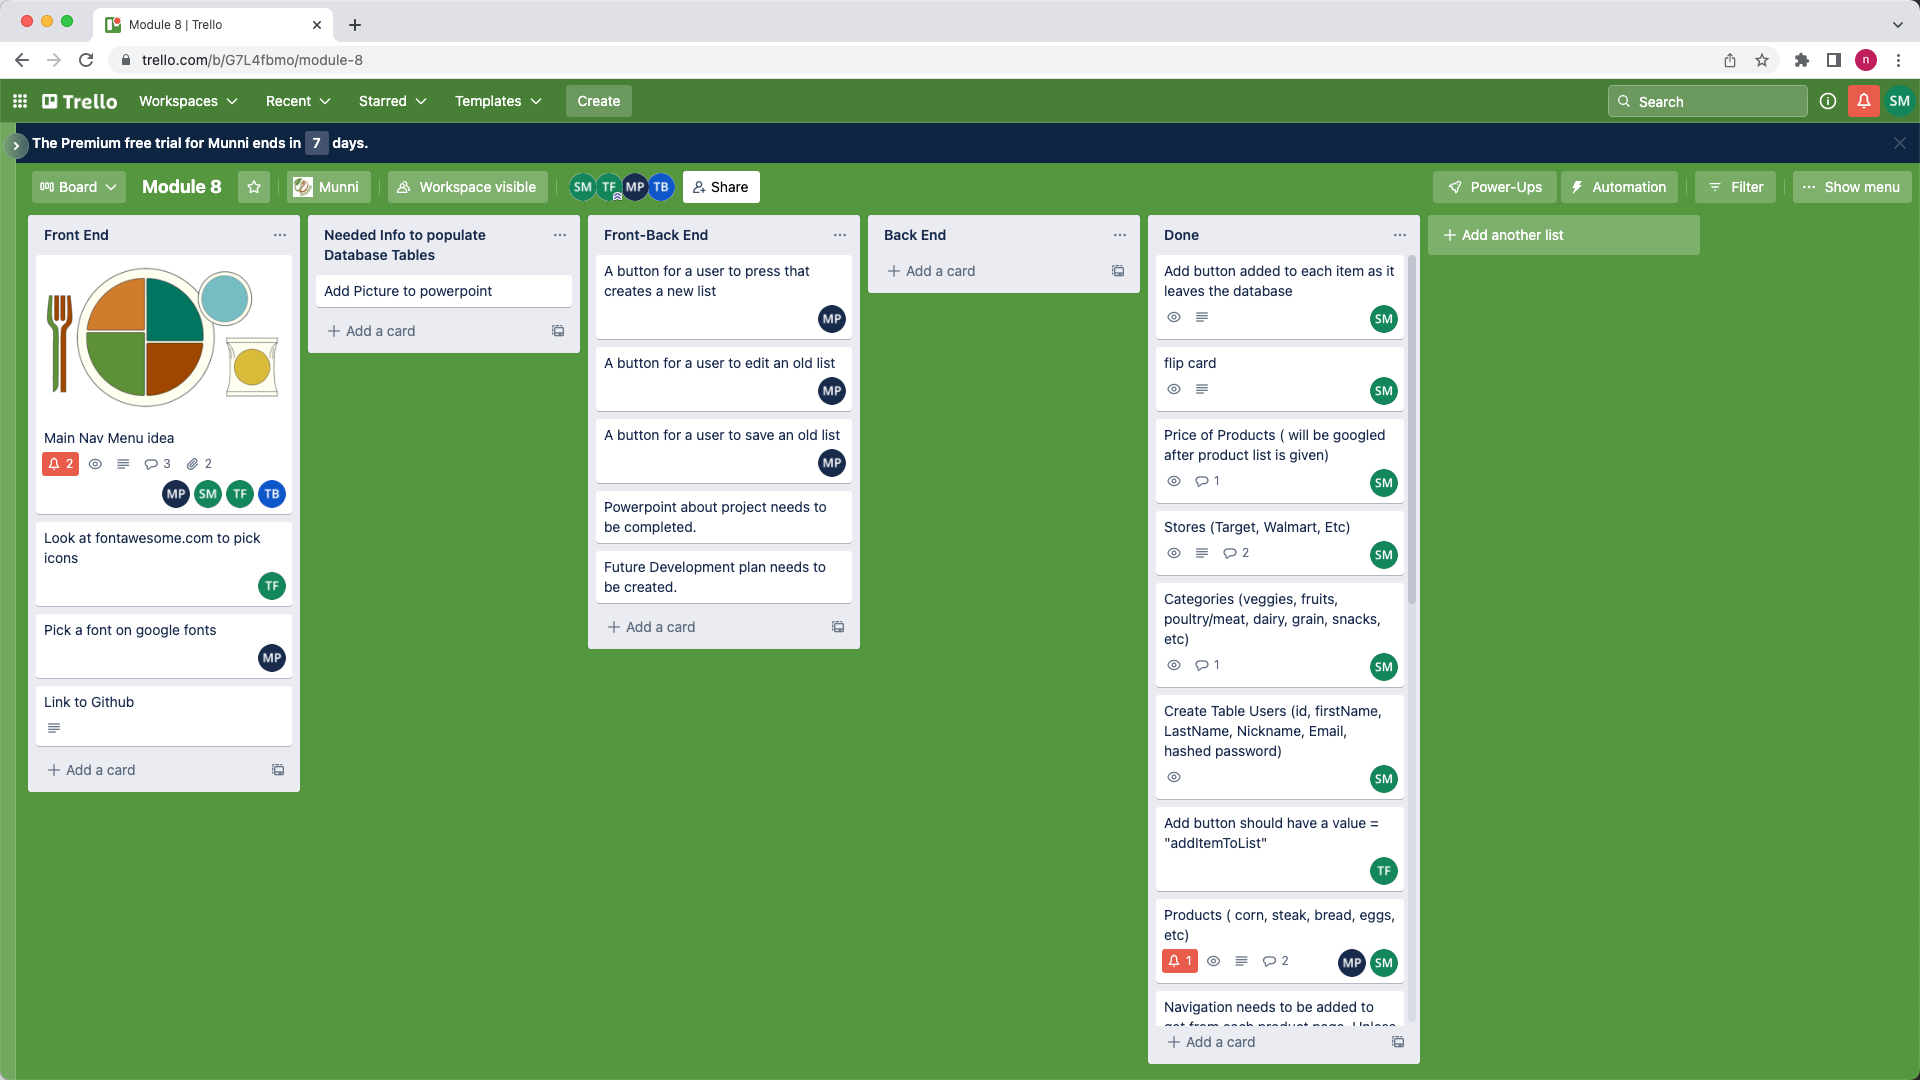 Module 8 | Trello
trello.com/b/G7L4fbmo/module-8
n
Trello
Workspaces
Recent
Starred
Templates
Create
Search
SM
The Premium free trial for Munni ends in 7 days.
Board
Module 8
Munni
Workspace visible
SM TF MP TB
Share
Power-Ups
Automation
Filter
Show menu
Front End
Main Nav Menu idea
2 3 2
MP SM TF TB
Look at fontawesome.com to pick
icons
TF
Pick a font on google fonts
MP
Link to Github
Add a card
Needed Info to populate
Database Tables
Add Picture to powerpoint
Add a card
Front-Back End
A button for a user to press that
creates a new list
MP
A button for a user to edit an old list
MP
A button for a user to save an old list
MP
Powerpoint about project needs to
be completed.
Future Development plan needs to
be created.
Add a card
Back End
Add a card
Done
Add button added to each item as it
leaves the database
SM
flip card
SM
Price of Products ( will be googled
after product list is given)
1
SM
Stores (Target, Walmart, Etc)
2
SM
Categories (veggies, fruits,
poultry/meat, dairy, grain, snacks,
etc)
1
SM
Create Table Users (id, firstName,
LastName, Nickname, Email,
hashed password)
SM
Add button should have a value =
"addItemToList"
TF
Products ( corn, steak, bread, eggs,
etc)
1 2
MP SM
Navigation needs to be added to
get from each product page. Unless
Add a card
Add another list